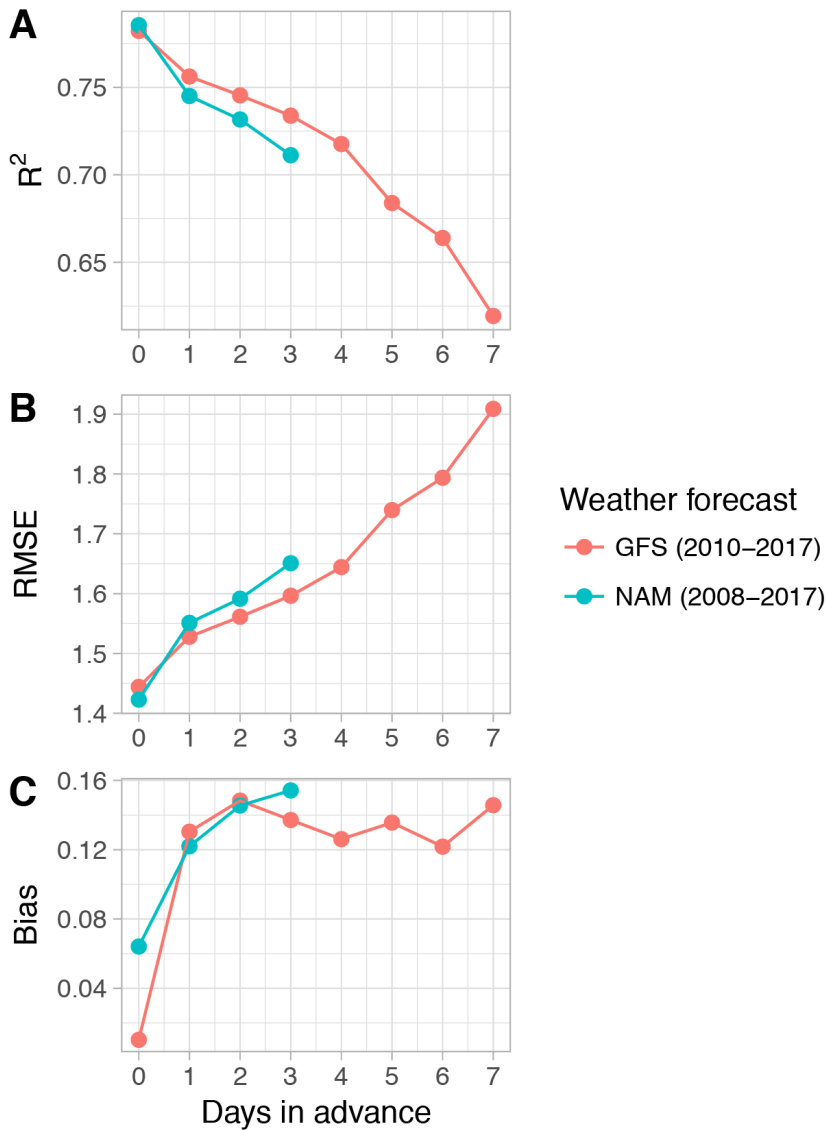 A
0.75
0.70
0.65
R²
0 1 2 3 4 5 6 7
B
1.9
1.8
1.7
1.6
1.5
1.4
RMSE
0 1 2 3 4 5 6 7
Weather forecast
GFS (2010−2017)
NAM (2008−2017)
C
0.16
0.12
0.08
0.04
Bias
0 1 2 3 4 5 6 7
Days in advance